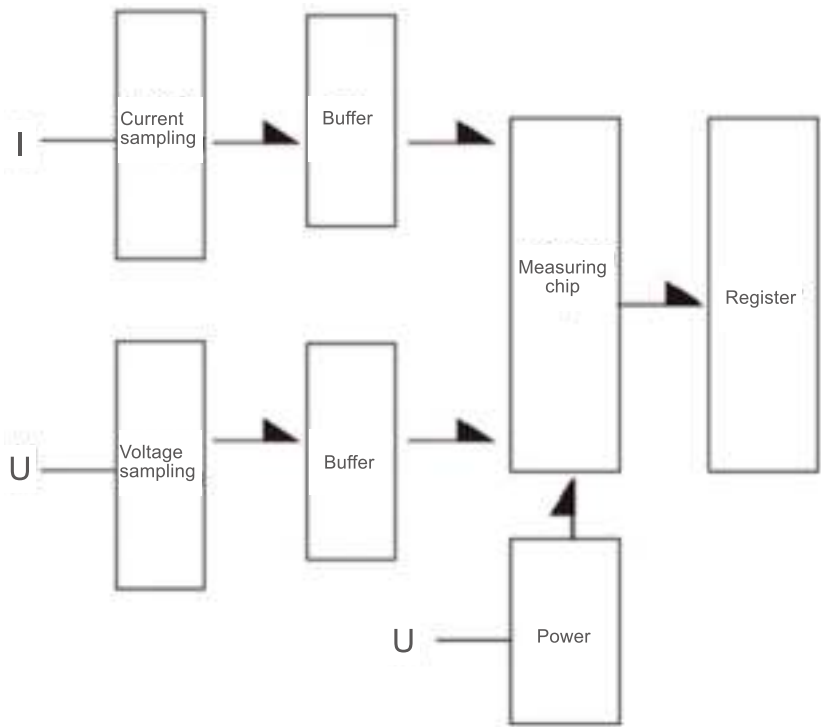 I
Current
sampling
Buffer
Measuring
chip
Register
U
Voltage
sampling
Buffer
U
Power